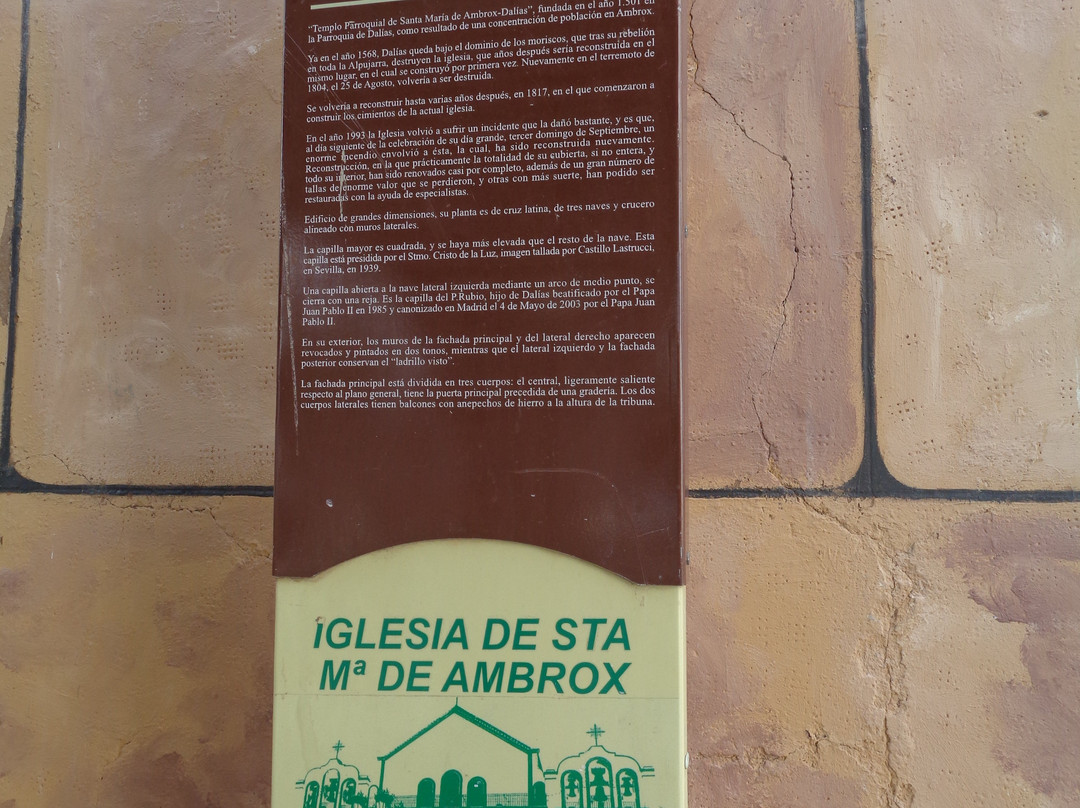 "Templo Parroquial de Santa María de Ambrox-Dalías", fundada en el año 1.501 en
la Parroquia de Dalías, como resultado de una concentración de población en Ambrox.
Ya en el año 1568, Dalías queda bajo el dominio de los moriscos, que tras su rebelión
en toda la Alpujarra, destruyen la iglesia, que años después sería reconstruida en el
mismo lugar, en el cual se construyó por primera vez. Nuevamente en el terremoto de
1804, el 25 de Agosto, volvería a ser destruida.
Se volvería a reconstruir hasta varias años después, en 1817, en el que comenzaron a
construir los cimientos de la actual iglesia.
En el año 1993 la Iglesia volvió a sufrir un incidente que la dañó bastante, y es que,
al día siguiente de la celebración de su día grande, tercer domingo de Septiembre, un
enorme incendio envolvió a ésta, la cual, ha sido reconstruida nuevamente.
Reconstrucción, en la que prácticamente la totalidad de su cubierta, si no entera, y
todo su interior, han sido renovados casi por completo, además de un gran número de
tallas de enorme valor que se perdieron, y otras con más suerte, han podido ser
restauradas con la ayuda de especialistas.
Edificio de grandes dimensiones, su planta es de cruz latina, de tres naves y crucero
alineado con muros laterales.
La capilla mayor es cuadrada, y se haya más elevada que el resto de la nave. Esta
capilla está presidida por el Stmo. Cristo de la Luz, imagen tallada por Castillo Lastrucci,
en Sevilla, en 1939.
Una capilla abierta a la nave lateral izquierda mediante un arco de medio punto, se
cierra con una reja. Es la capilla del P.Rubio, hijo de Dalías beatificado por el Papa
Juan Pablo II en 1985 y canonizado en Madrid el 4 de Mayo de 2003 por el Papa Juan
Pablo II.
En su exterior, los muros de la fachada principal y del lateral derecho aparecen
revocados y pintados en dos tonos, mientras que el lateral izquierdo y la fachada
posterior conservan el "ladrillo visto".
La fachada principal está dividida en tres cuerpos: el central, ligeramente saliente
respecto al plano general, tiene la puerta principal precedida de una gradería. Los dos
cuerpos laterales tienen balcones con anepechos de hierro a la altura de la tribuna.
IGLESIA DE STA
Mª DE AMBROX